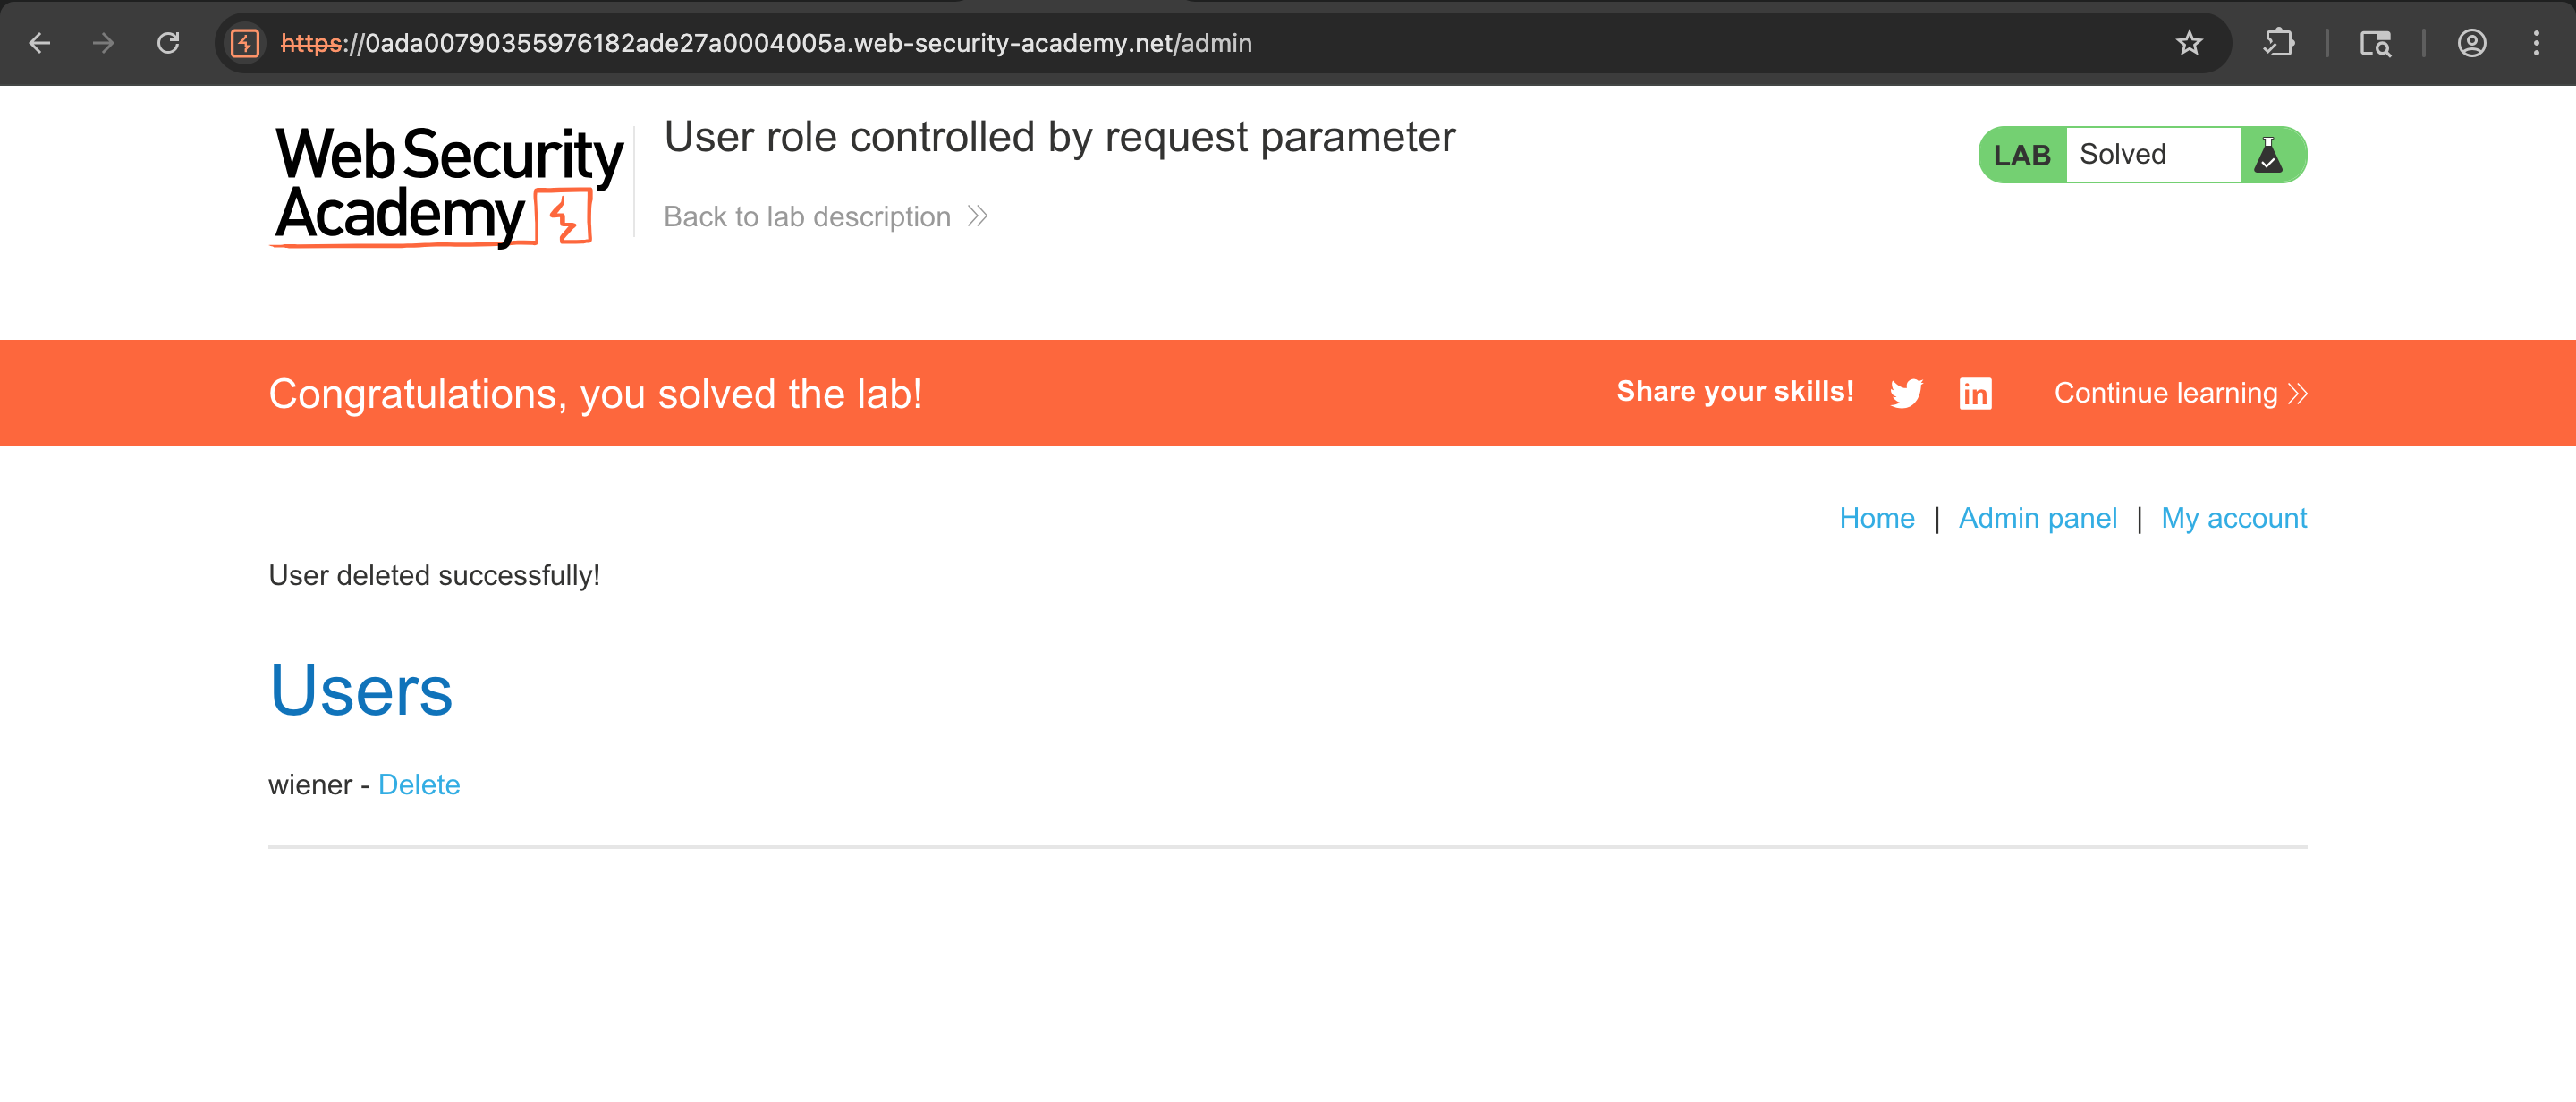 https://0ada00790355976182ade27a0004005a.web-security-academy.net/admin
Web Security
Academy
User role controlled by request parameter
Back to lab description
LAB Solved
Congratulations, you solved the lab!
Share your skills!
Continue learning
Home | Admin panel | My account
User deleted successfully!
Users
wiener - Delete